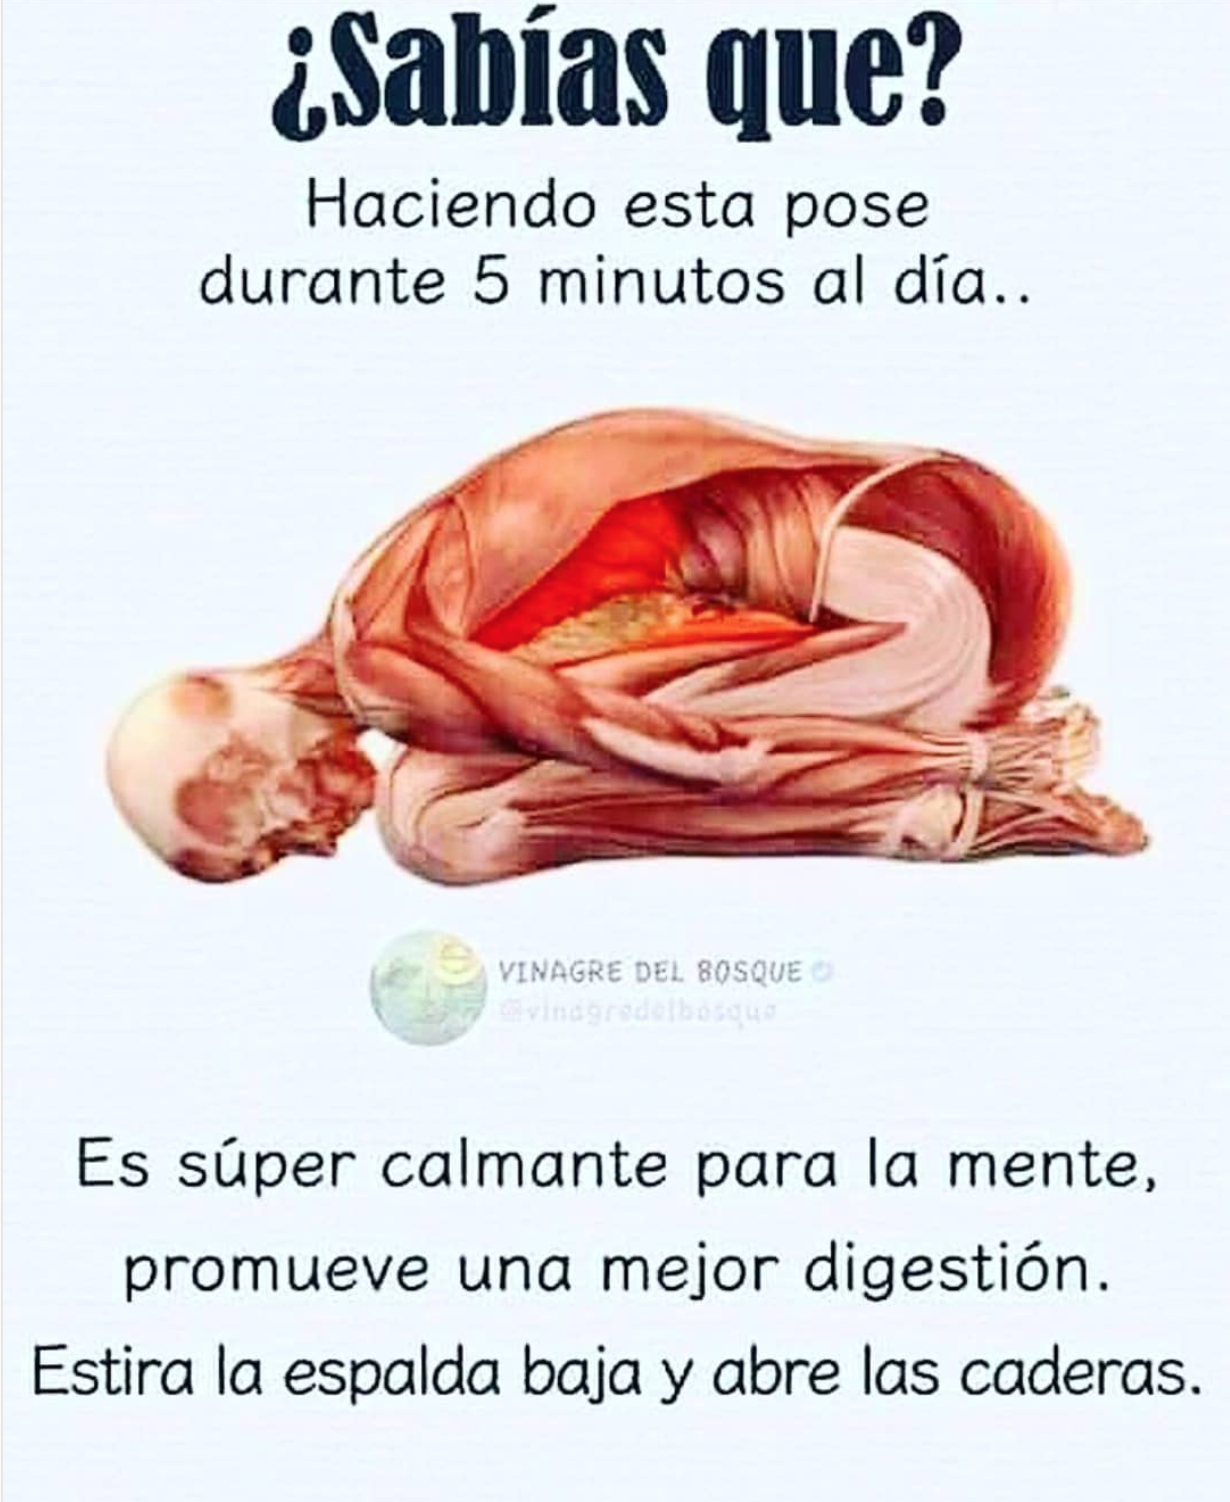 ¿Sabías que?
Haciendo esta pose
durante 5 minutos al día..
VINAGRE DEL BOSQUE
@vinagredelbosque
Es súper calmante para la mente,
promueve una mejor digestión.
Estira la espalda baja y abre las caderas.